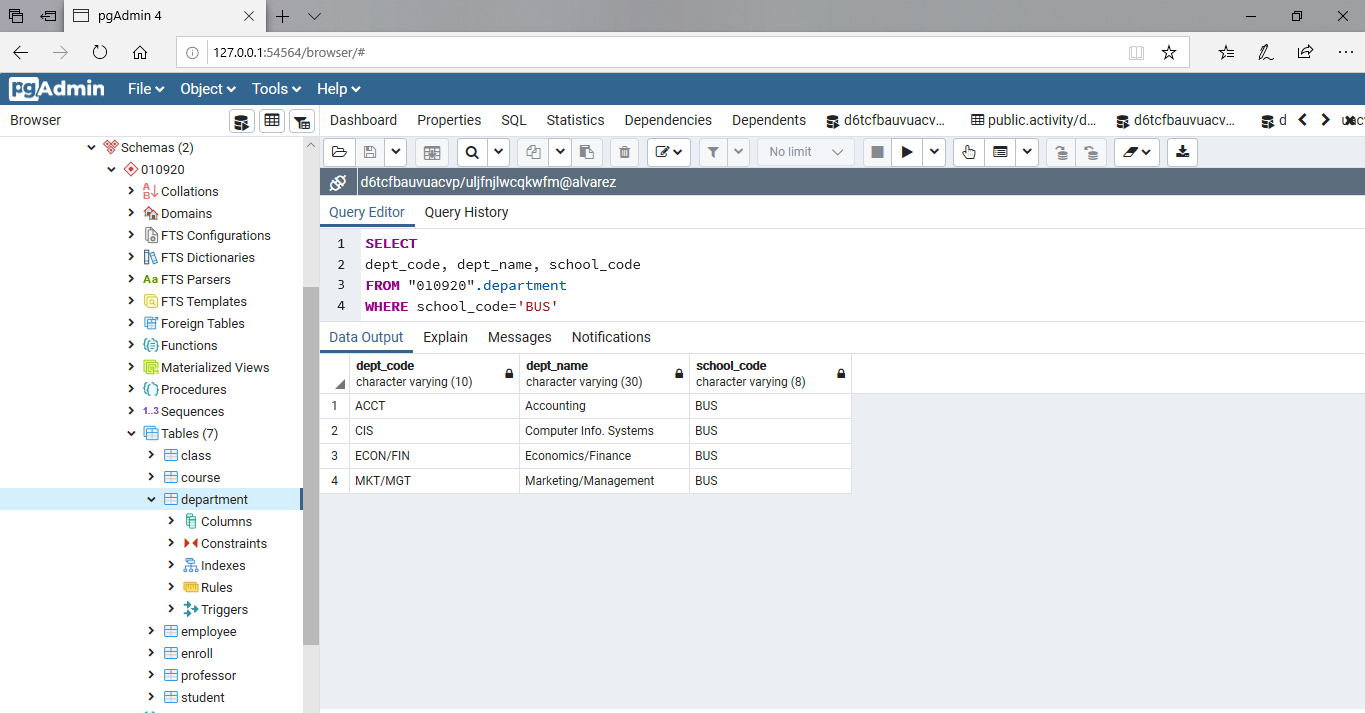 pgAdmin 4
127.0.0.1:54564/browser/#
pgAdmin File Object Tools Help
Browser
Dashboard Properties SQL Statistics Dependencies Dependents d6tcfbauvuacv... public.activity/d... d6tcfbauvuacv... d
Schemas (2)
010920
Collations
Domains
FTS Configurations
FTS Dictionaries
Aa FTS Parsers
FTS Templates
Foreign Tables
Functions
Materialized Views
Procedures
1..3 Sequences
Tables (7)
class
course
department
Columns
Constraints
Indexes
Rules
Triggers
employee
enroll
professor
student
No limit
d6tcfbauvuacvp/uljfnjlwcqkwfm@alvarez
Query Editor Query History
1 SELECT
2 dept_code, dept_name, school_code
3 FROM "010920".department
4 WHERE school_code='BUS'
Data Output Explain Messages Notifications
dept_code dept_name school_code
character varying (10) character varying (30) character varying (8)
1 ACCT Accounting BUS
2 CIS Computer Info. Systems BUS
3 ECON/FIN Economics/Finance BUS
4 MKT/MGT Marketing/Management BUS